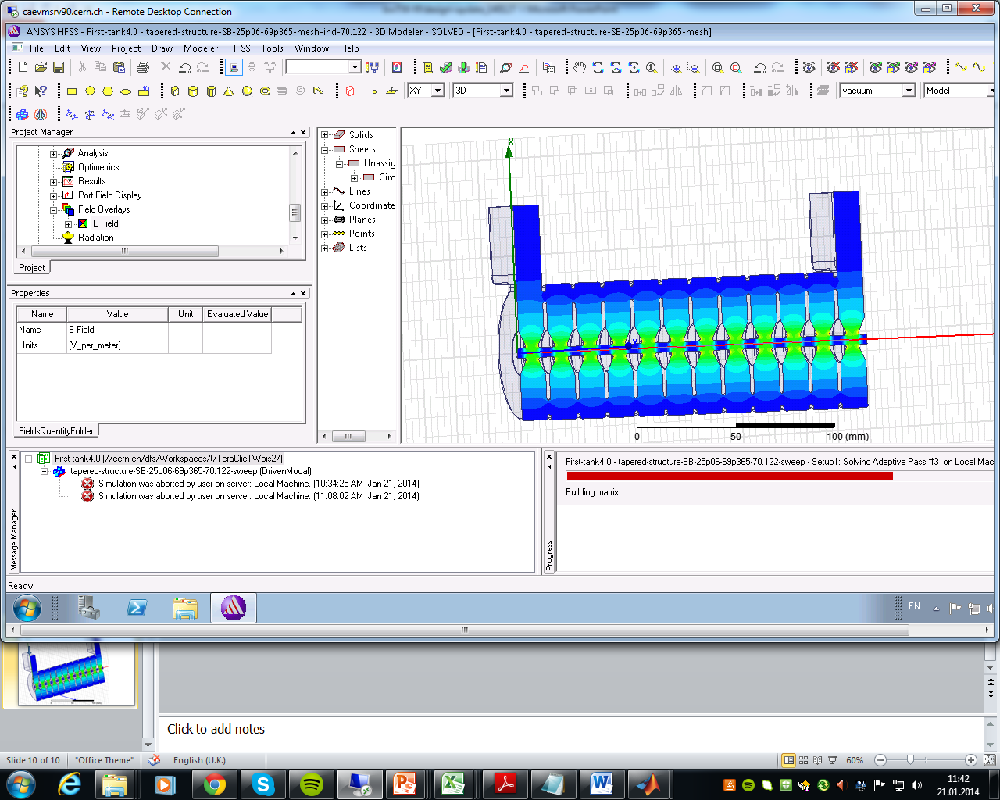 caevmsrv90.cern.ch - Remote Desktop Connection
ANSYS HFSS - First-tank4.0 - tapered-structure-SB-25p06-69p365-mesh-ind-70.122 - 3D Modeler - SOLVED - [First-tank4.0 - tapered-structure-SB-25p06-69p365-mesh]
File Edit View Project Draw Modeler HFSS Tools Window Help
XY 3D vacuum Model
Project Manager
Analysis
Optimetrics
Results
Port Field Display
Field Overlays
E Field
Radiation
Project
Solids
Sheets
Unassig
Circ
Lines
Coordinate
Planes
Points
Lists
Properties
Name Value Unit Evaluated Value
Name E Field
Units [V_per_meter]
FieldsQuantityFolder
X
0 50 100 (mm)
Message Manager
First-tank4.0 (//cern.ch/dfs/Workspaces/t/TeraClicTWbis2/)
tapered-structure-SB-25p06-69p365-70.122-sweep (DrivenModal)
Simulation was aborted by user on server: Local Machine. (10:34:25 AM Jan 21, 2014)
Simulation was aborted by user on server: Local Machine. (11:08:02 AM Jan 21, 2014)
Progress
First-tank4.0 - tapered-structure-SB-25p06-69p365-70.122-sweep - Setup1: Solving Adaptive Pass #3 on Local Mac
Building matrix
Ready
EN
Click to add notes
Slide 10 of 10 "Office Theme" English (U.K.) 60%
11:42
21.01.2014